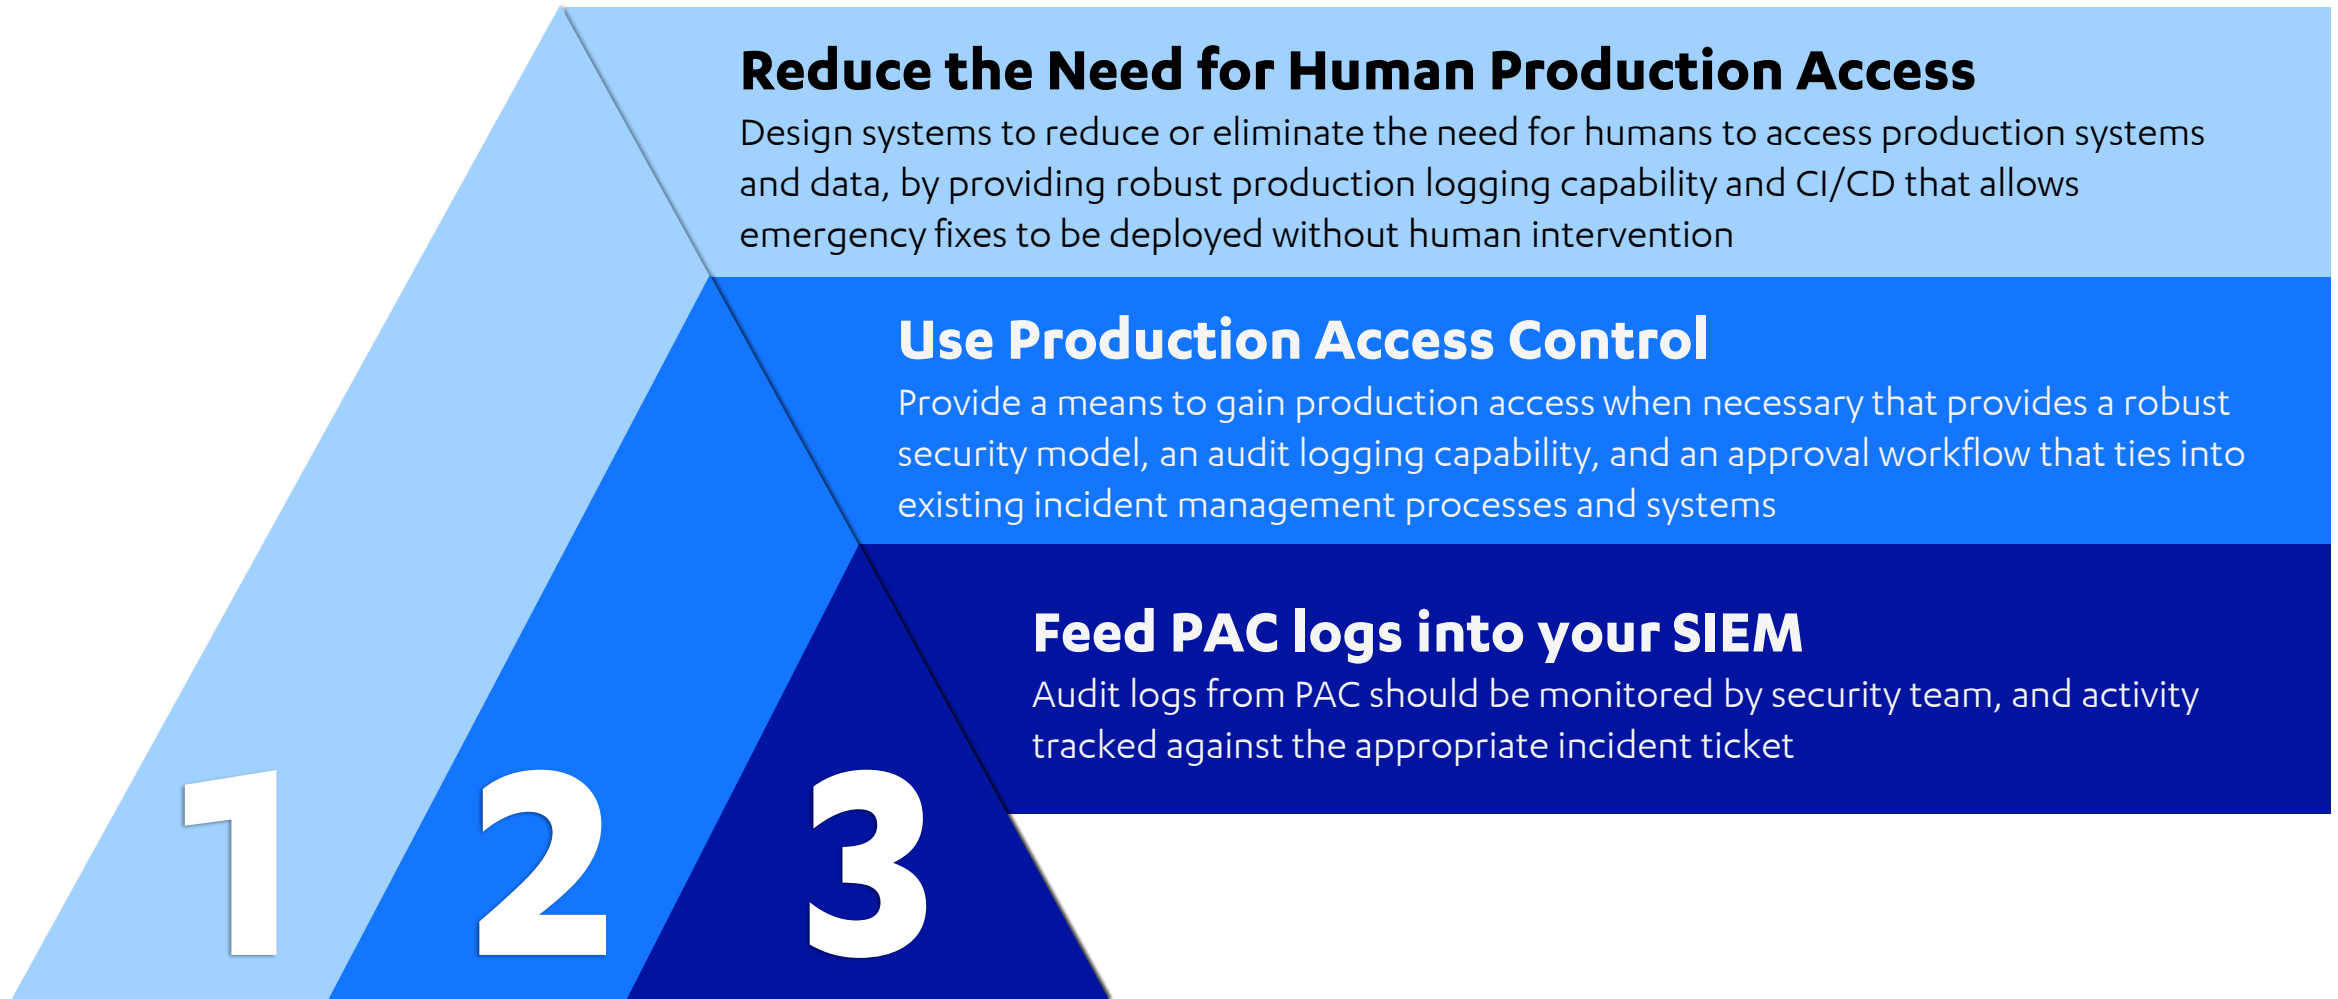 Reduce the Need for Human Production Access
Design systems to reduce or eliminate the need for humans to access production systems
and data, by providing robust production logging capability and CI/CD that allows
emergency fixes to be deployed without human intervention
Use Production Access Control
Provide a means to gain production access when necessary that provides a robust
security model, an audit logging capability, and an approval workflow that ties into
existing incident management processes and systems
Feed PAC logs into your SIEM
Audit logs from PAC should be monitored by security team, and activity
tracked against the appropriate incident ticket
1 2 3